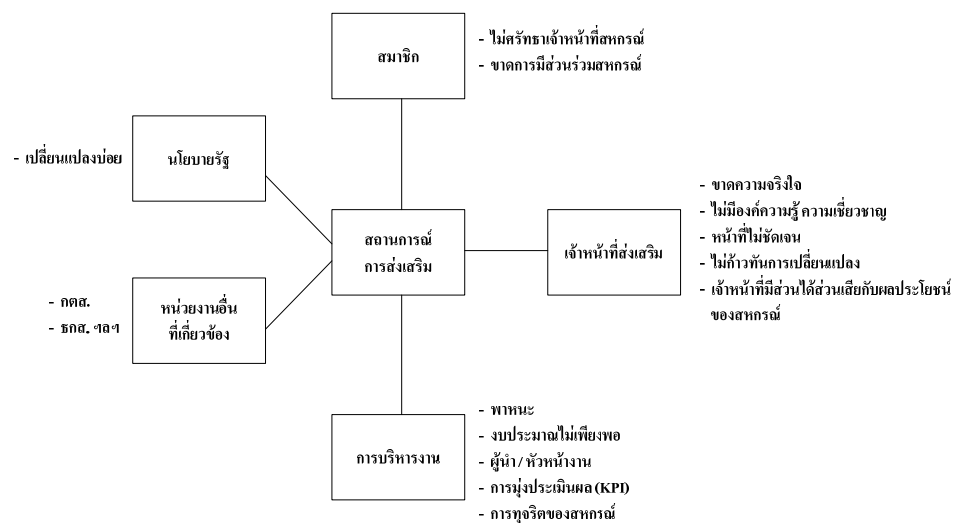 สมาชิก
- ไม่ศรัทธาเจ้าหน้าที่สหกรณ์
- ขาดการมีส่วนร่วมสหกรณ์
- เปลี่ยนแปลงบ่อย
นโยบายรัฐ
สถานการณ์
การส่งเสริม
เจ้าหน้าที่ส่งเสริม
- ขาดความจริงใจ
- ไม่มีองค์ความรู้ ความเชี่ยวชาญ
- หน้าที่ไม่ชัดเจน
- ไม่ก้าวทันการเปลี่ยนแปลง
- เจ้าหน้าที่มีส่วนได้ส่วนเสียกับผลประโยชน์
ของสหกรณ์
- กตส.
- ธกส. ฯลฯ
หน่วยงานอื่น
ที่เกี่ยวข้อง
การบริหารงาน
- พาหนะ
- งบประมาณไม่เพียงพอ
- ผู้นำ / หัวหน้างาน
- การมุ่งประเมินผล (KPI)
- การทุจริตของสหกรณ์